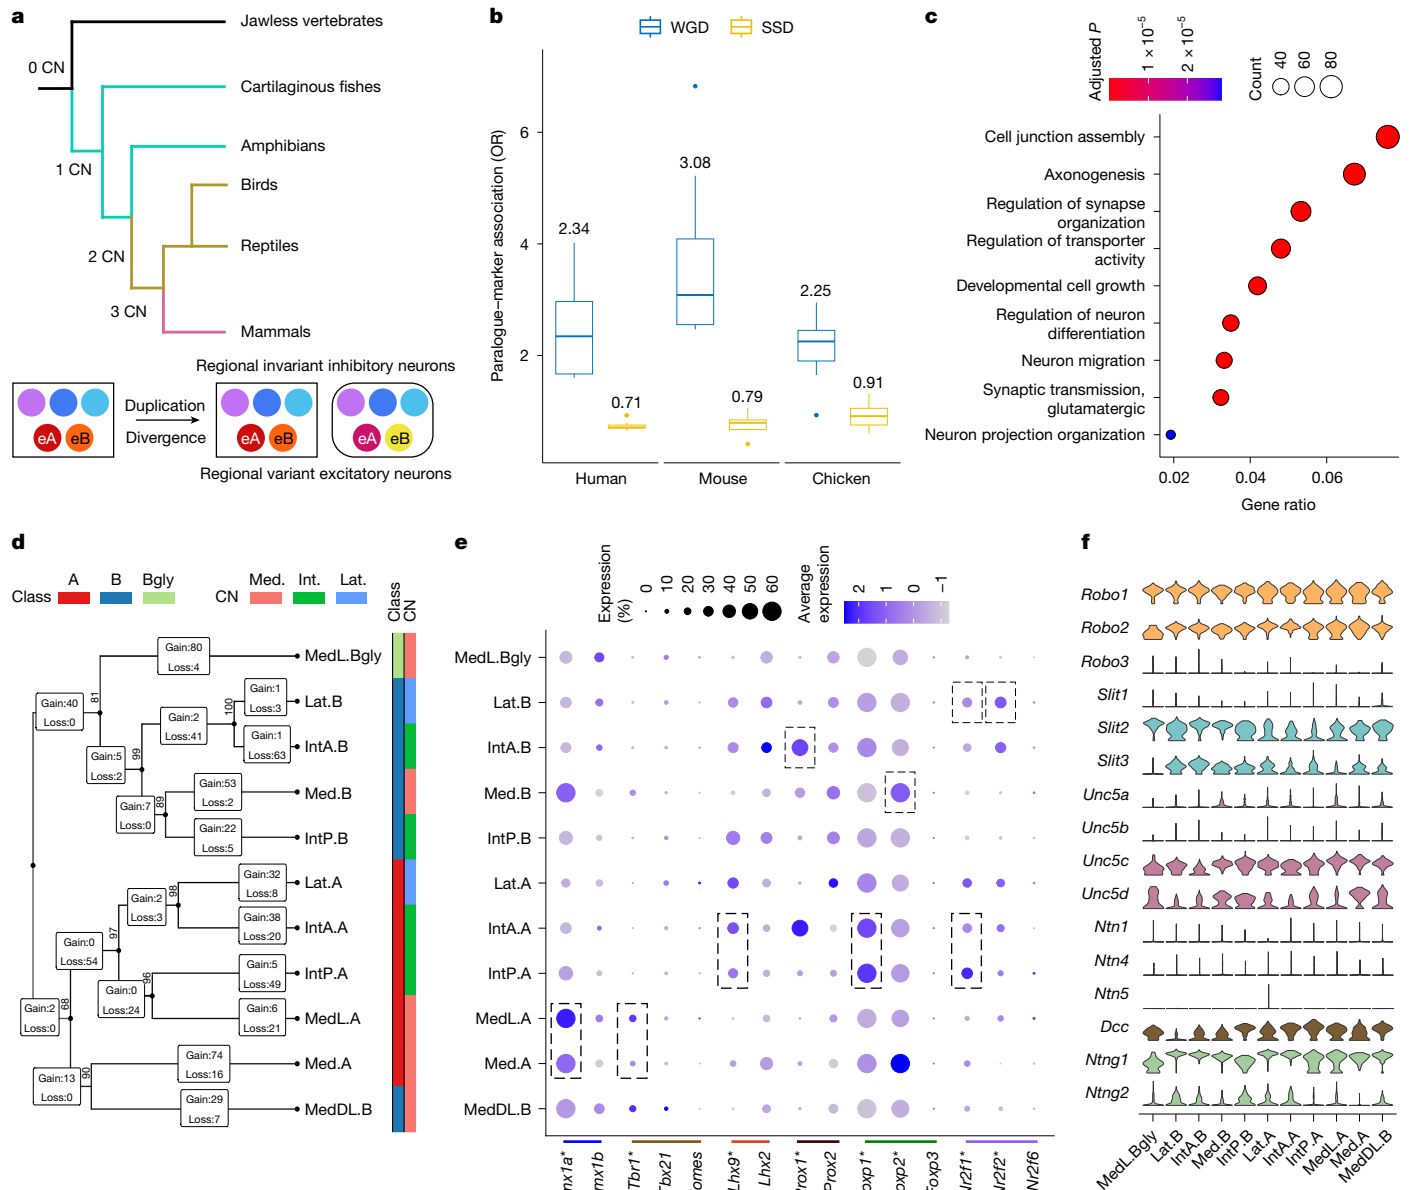 a
Jawless vertebrates
0 CN
Cartilaginous fishes
Amphibians
1 CN
Birds
2 CN
Reptiles
3 CN
Mammals
Regional invariant inhibitory neurons
Duplication
Divergence
eA eB
eA eB
eA eB
Regional variant excitatory neurons
b
WGD SSD
Paralogue–marker association (OR)
6
4
2
2.34
0.71
3.08
0.79
2.25
0.91
Human Mouse Chicken
c
Adjusted P
1 × 10⁻⁵
2 × 10⁻⁵
Count
40
60
80
Cell junction assembly
Axonogenesis
Regulation of synapse
organization
Regulation of transporter
activity
Developmental cell growth
Regulation of neuron
differentiation
Neuron migration
Synaptic transmission,
glutamatergic
Neuron projection organization
0.02 0.04 0.06
Gene ratio
d
A B Bgly
Class
Med. Int. Lat.
CN
Class
CN
Gain:80
Loss:4
MedL.Bgly
81
Gain:40
Loss:0
Gain:1
Loss:3
Lat.B
100
Gain:2
Loss:41
Gain:1
Loss:63
IntA.B
99
Gain:5
Loss:2
Gain:53
Loss:2
Med.B
89
Gain:7
Loss:0
Gain:22
Loss:5
IntP.B
Gain:32
Loss:8
Lat.A
98
Gain:2
Loss:3
Gain:38
Loss:20
IntA.A
97
Gain:0
Loss:54
Gain:5
Loss:49
IntP.A
96
Gain:0
Loss:24
Gain:6
Loss:21
MedL.A
68
Gain:2
Loss:0
Gain:74
Loss:16
Med.A
90
Gain:13
Loss:0
Gain:29
Loss:7
MedDL.B
e
Expression
(%)
0
10
20
30
40
50
60
Average
expression
2
1
0
−1
MedL.Bgly
Lat.B
IntA.B
Med.B
IntP.B
Lat.A
IntA.A
IntP.A
MedL.A
Med.A
MedDL.B
mx1a*
mx1b
Tbr1*
Tbx21
omes
Lhx9*
Lhx2
Prox1*
Prox2
oxp1*
oxp2*
Foxp3
Nr2f1*
Nr2f2*
Nr2f6
f
Robo1
Robo2
Robo3
Slit1
Slit2
Slit3
Unc5a
Unc5b
Unc5c
Unc5d
Ntn1
Ntn4
Ntn5
Dcc
Ntng1
Ntng2
MedL.Bgly
Lat.B
IntA.B
Med.B
IntP.B
Lat.A
IntA.A
IntP.A
MedL.A
Med.A
MedDL.B